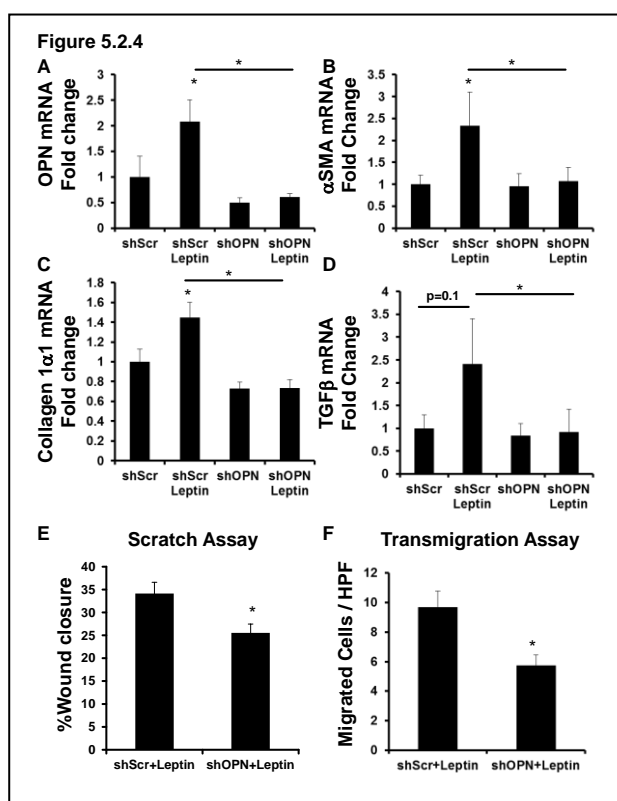 Figure 5.2.4
A
OPN mRNA
Fold change
3
2.5
2
1.5
1
0.5
0
*
*
shScr
shScr
Leptin
shOPN
shOPN
Leptin
B
αSMA mRNA
Fold Change
3.5
3
2.5
2
1.5
1
0.5
0
*
*
shScr
shScr
Leptin
shOPN
shOPN
Leptin
C
Collagen 1α1 mRNA
Fold change
1.8
1.6
1.4
1.2
1
0.8
0.6
0.4
0.2
0
*
*
shScr
shScr
Leptin
shOPN
shOPN
Leptin
D
TGFβ mRNA
Fold Change
4
3.5
3
2.5
2
1.5
1
0.5
0
p=0.1
*
shScr
shScr
Leptin
shOPN
shOPN
Leptin
E
Scratch Assay
%Wound closure
40
35
30
25
20
15
10
5
0
*
shScr+Leptin
shOPN+Leptin
F
Transmigration Assay
Migrated Cells / HPF
12
10
8
6
4
2
0
*
shScr+Leptin
shOPN+Leptin